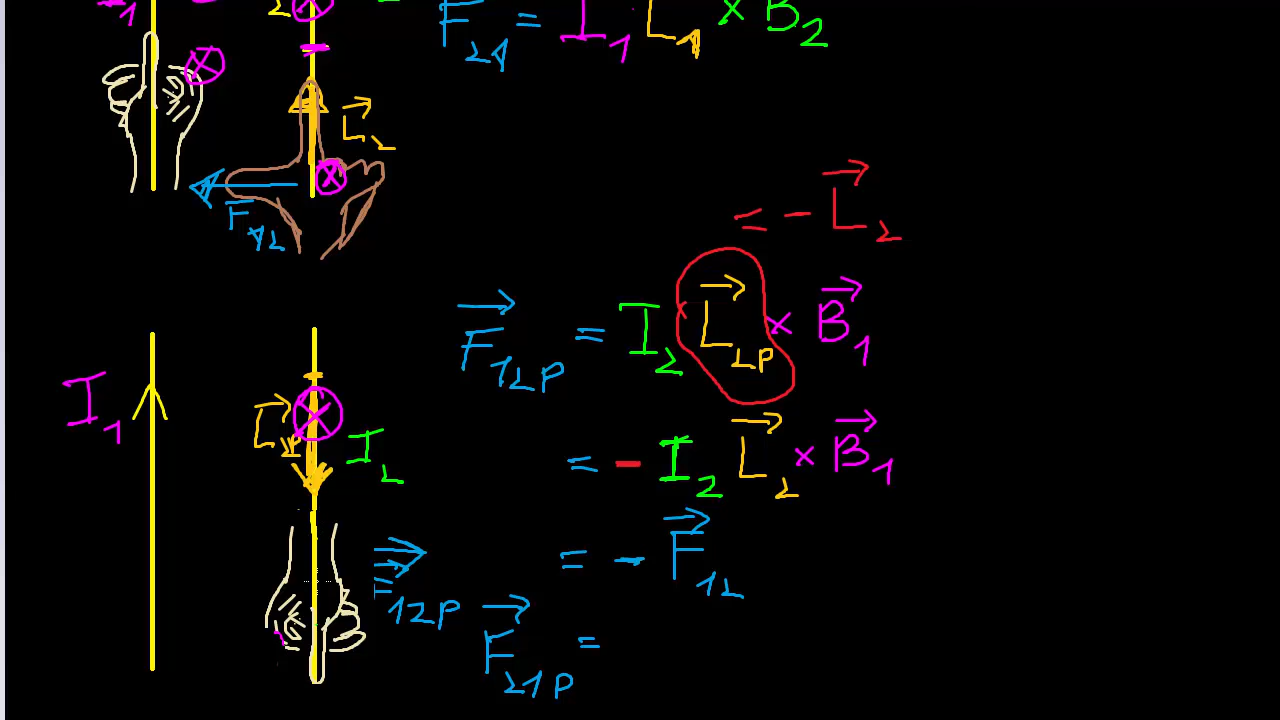 F₂₁ = I₁ L₁ × B₂
L₂
F₁₂
= - L₂
F₁₂P = I₂ L₂P × B₁
I₁
L₂P
I₂
= - I₂ L₂ × B₁
= - F₁₂
F₁₂P
F₂₁P =